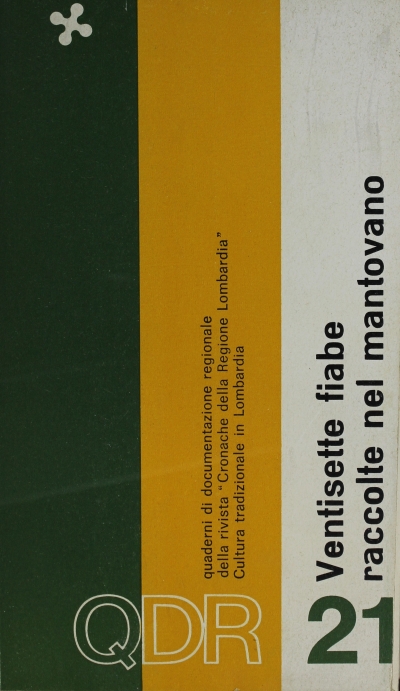 quaderni di documentazione regionale
della rivista "Cronache della Regione Lombardia"
Cultura tradizionale in Lombardia
Ventisette fiabe
raccolte nel mantovano
QDR
21